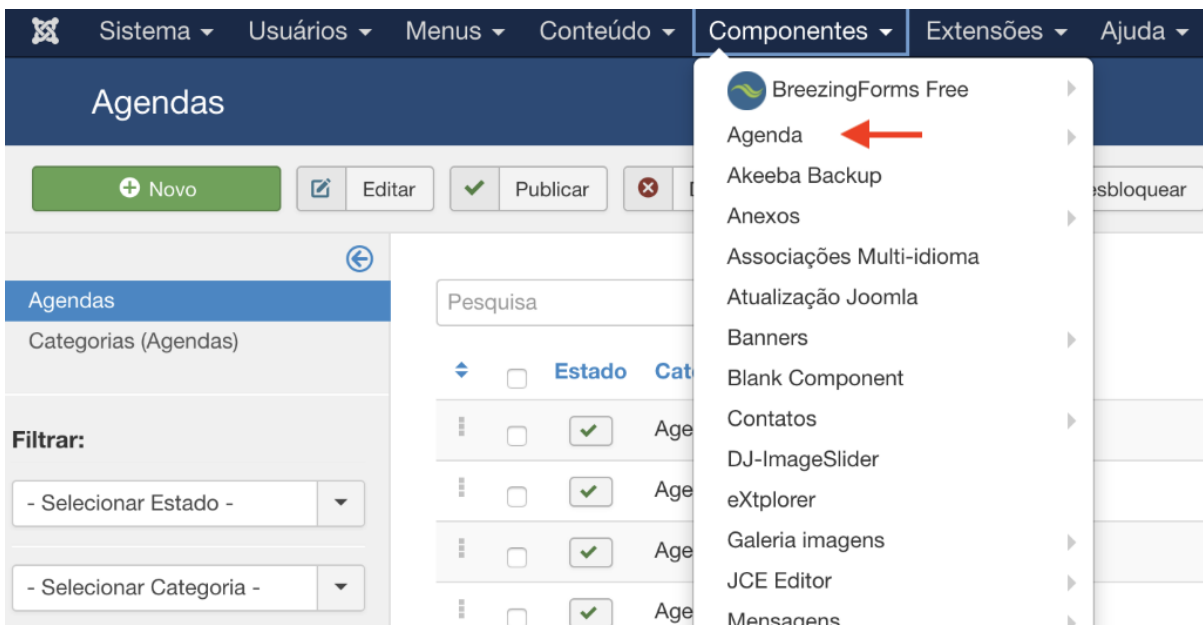 Sistema Usuários Menus Conteúdo Componentes Extensões Ajuda
Agendas
Novo Editar Publicar
Agendas
Categorias (Agendas)
Filtrar:
- Selecionar Estado -
- Selecionar Categoria -
Pesquisa
Estado
BreezingForms Free
Agenda
Akeeba Backup
Anexos
Associações Multi-idioma
Atualização Joomla
Banners
Blank Component
Contatos
DJ-ImageSlider
eXtplorer
Galeria imagens
JCE Editor
Mensagens